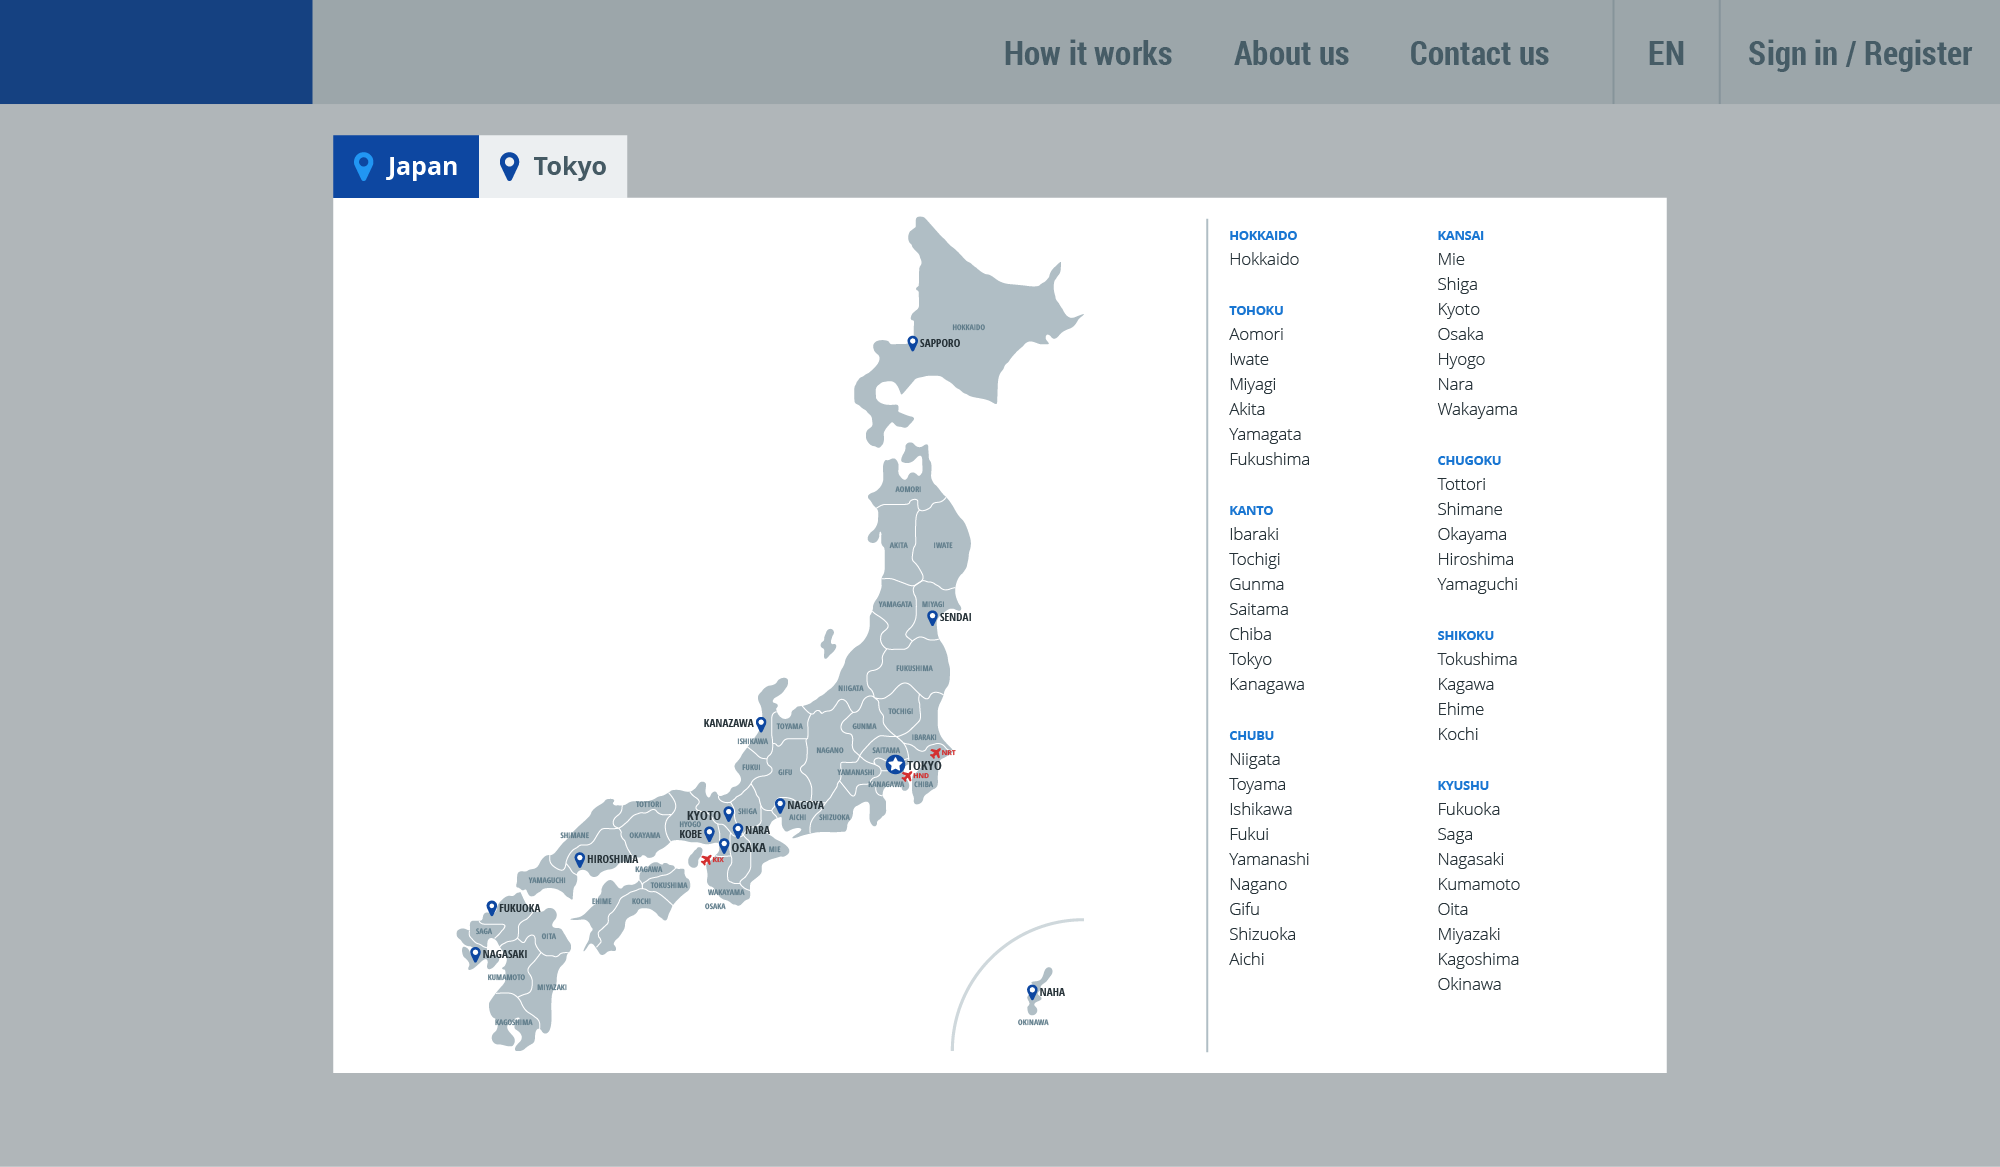 How it works
About us
Contact us
EN
Sign in / Register
Japan
Tokyo
HOKKAIDO
SAPPORO
AOMORI
AKITA
IWATE
YAMAGATA
MIYAGI
SENDAI
FUKUSHIMA
NIIGATA
TOCHIGI
KANAZAWA
TOYAMA
GUNMA
ISHIKAWA
IBARAKI
NAGANO
SAITAMA
NRT
FUKUI
GIFU
YAMANASHI
TOKYO
HND
KANAGAWA
CHIBA
TOTTORI
NAGOYA
KYOTO
SHIGA
AICHI
SHIZUOKA
HYOGO
SHIMANE
OKAYAMA
KOBE
NARA
OSAKA
MIE
HIROSHIMA
KIX
KAGAWA
YAMAGUCHI
TOKUSHIMA
WAKAYAMA
EHIME
KOCHI
OSAKA
FUKUOKA
SAGA
OITA
NAGASAKI
KUMAMOTO
MIYAZAKI
KAGOSHIMA
NAHA
OKINAWA
HOKKAIDO
Hokkaido
TOHOKU
Aomori
Iwate
Miyagi
Akita
Yamagata
Fukushima
KANTO
Ibaraki
Tochigi
Gunma
Saitama
Chiba
Tokyo
Kanagawa
CHUBU
Niigata
Toyama
Ishikawa
Fukui
Yamanashi
Nagano
Gifu
Shizuoka
Aichi
KANSAI
Mie
Shiga
Kyoto
Osaka
Hyogo
Nara
Wakayama
CHUGOKU
Tottori
Shimane
Okayama
Hiroshima
Yamaguchi
SHIKOKU
Tokushima
Kagawa
Ehime
Kochi
KYUSHU
Fukuoka
Saga
Nagasaki
Kumamoto
Oita
Miyazaki
Kagoshima
Okinawa